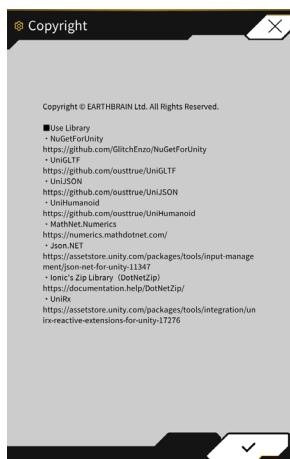 Copyright
Copyright © EARTHBRAIN Ltd. All Rights Reserved.
■Use Library
・NuGetForUnity
https://github.com/GlitchEnzo/NuGetForUnity
・UniGLTF
https://github.com/ousttrue/UniGLTF
・UniJSON
https://github.com/ousttrue/UniJSON
・UniHumanoid
https://github.com/ousttrue/UniHumanoid
・MathNet.Numerics
https://numerics.mathdotnet.com/
・Json.NET
https://assetstore.unity.com/packages/tools/input-manage
ment/json-net-for-unity-11347
・Ionic's Zip Library（DotNetZip）
https://documentation.help/DotNetZip/
・UniRx
https://assetstore.unity.com/packages/tools/integration/un
irx-reactive-extensions-for-unity-17276